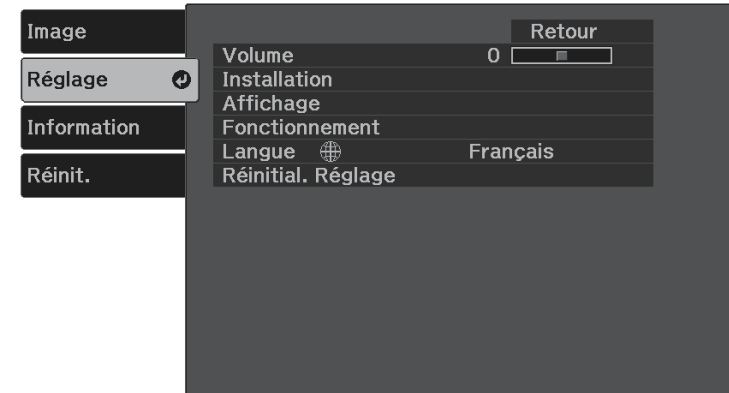 Image
Réglage
Information
Réinit.
Retour
Volume 0
Installation
Affichage
Fonctionnement
Langue Français
Réinitial. Réglage